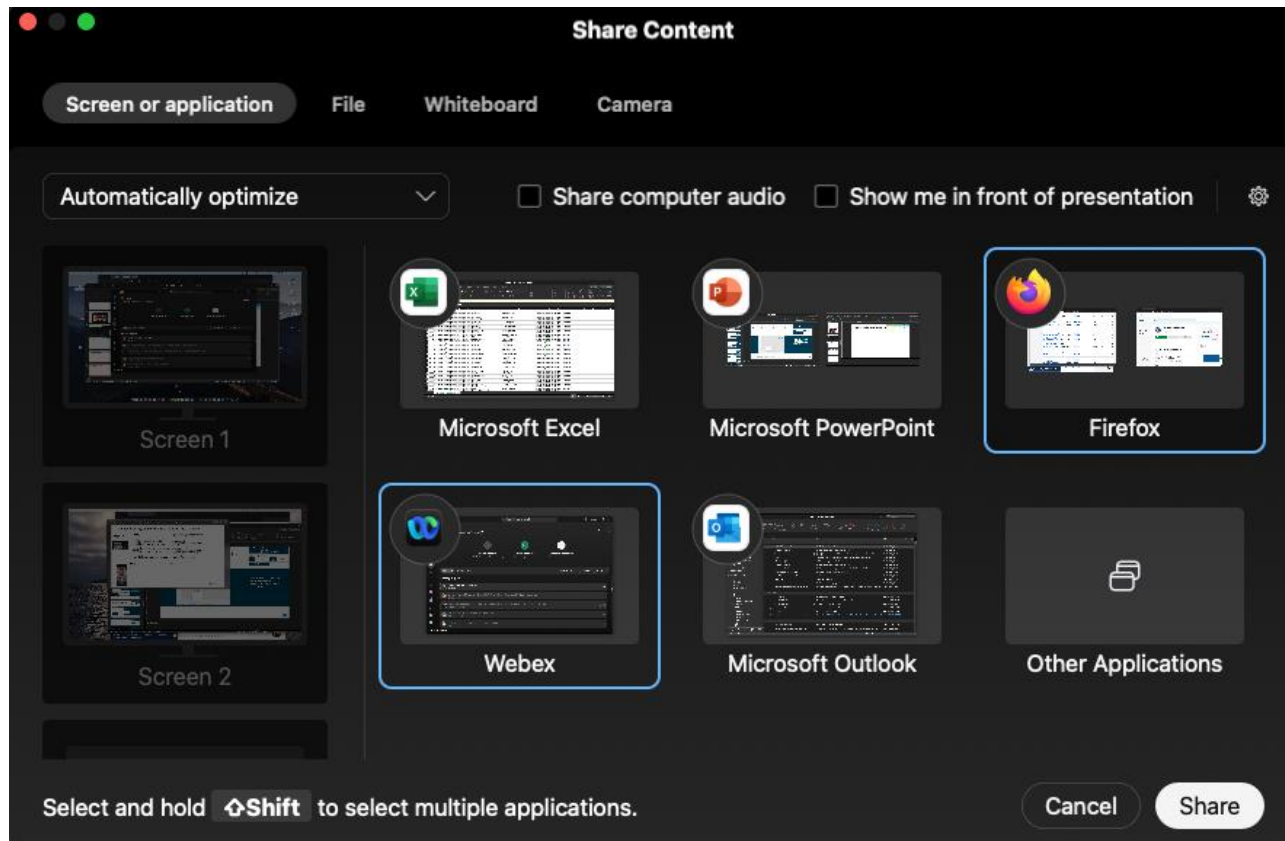 Share Content
Screen or application File Whiteboard Camera
Automatically optimize Share computer audio Show me in front of presentation
Screen 1
Microsoft Excel Microsoft PowerPoint Firefox
Screen 2
Webex Microsoft Outlook Other Applications
Select and hold ⇧Shift to select multiple applications.
Cancel Share